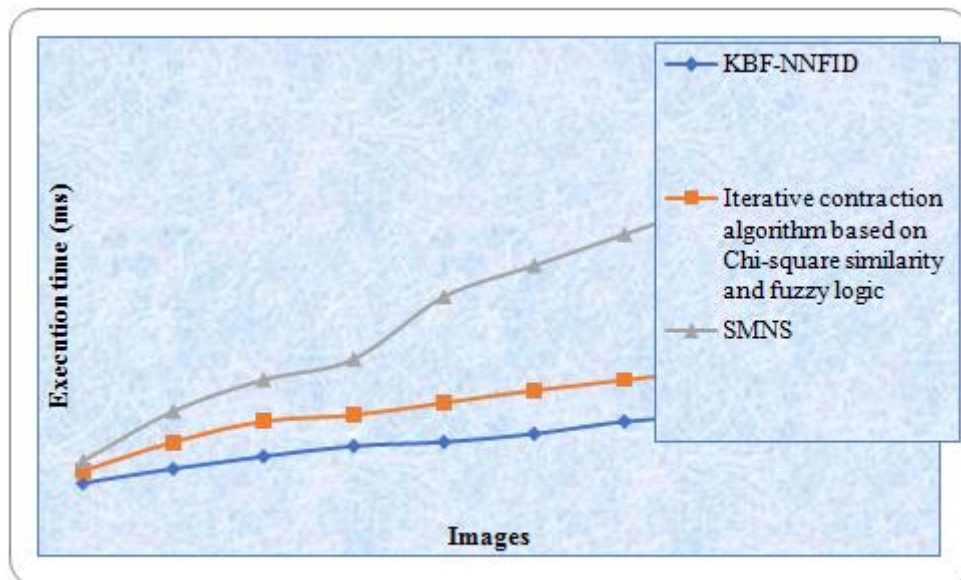 KBF-NNFID
Iterative contraction
algorithm based on
Chi-square similarity
and fuzzy logic
SMNS
Execution time (ms)
Images